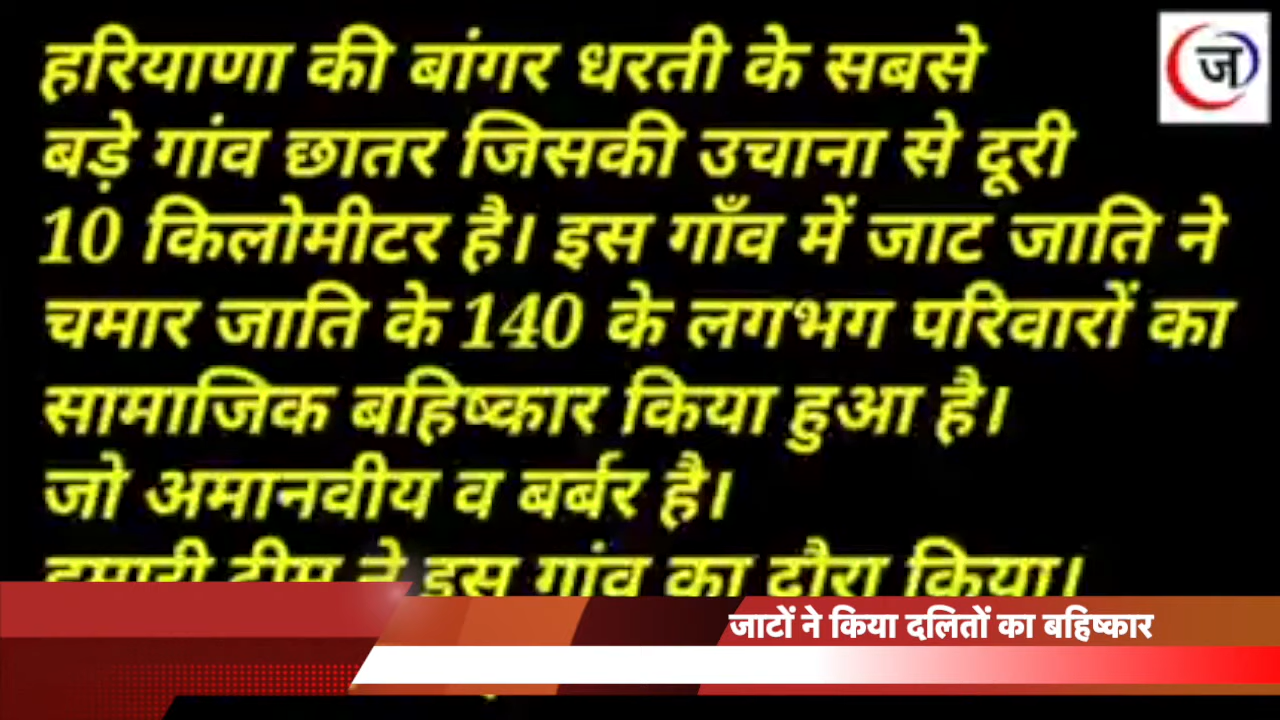 ज
हरियाणा की बांगर धरती के सबसे
बड़े गांव छातर जिसकी उचाना से दूरी
10 किलोमीटर है। इस गाँव में जाट जाति ने
चमार जाति के 140 के लगभग परिवारों का
सामाजिक बहिष्कार किया हुआ है।
जो अमानवीय व बर्बर है।
हमारी टीम ने इस गांव का दौरा किया।
जाटों ने किया दलितों का बहिष्कार